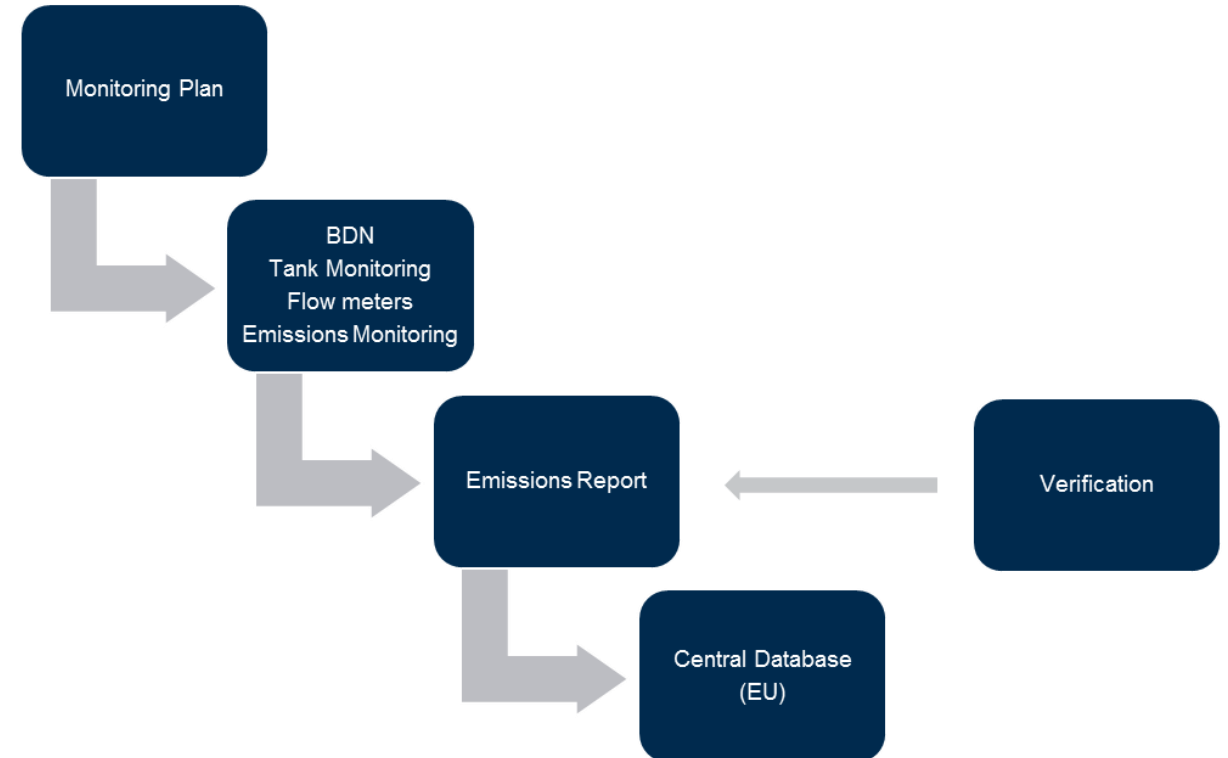 Monitoring Plan
BDN
Tank Monitoring
Flow meters
Emissions Monitoring
Emissions Report
Verification
Central Database
(EU)